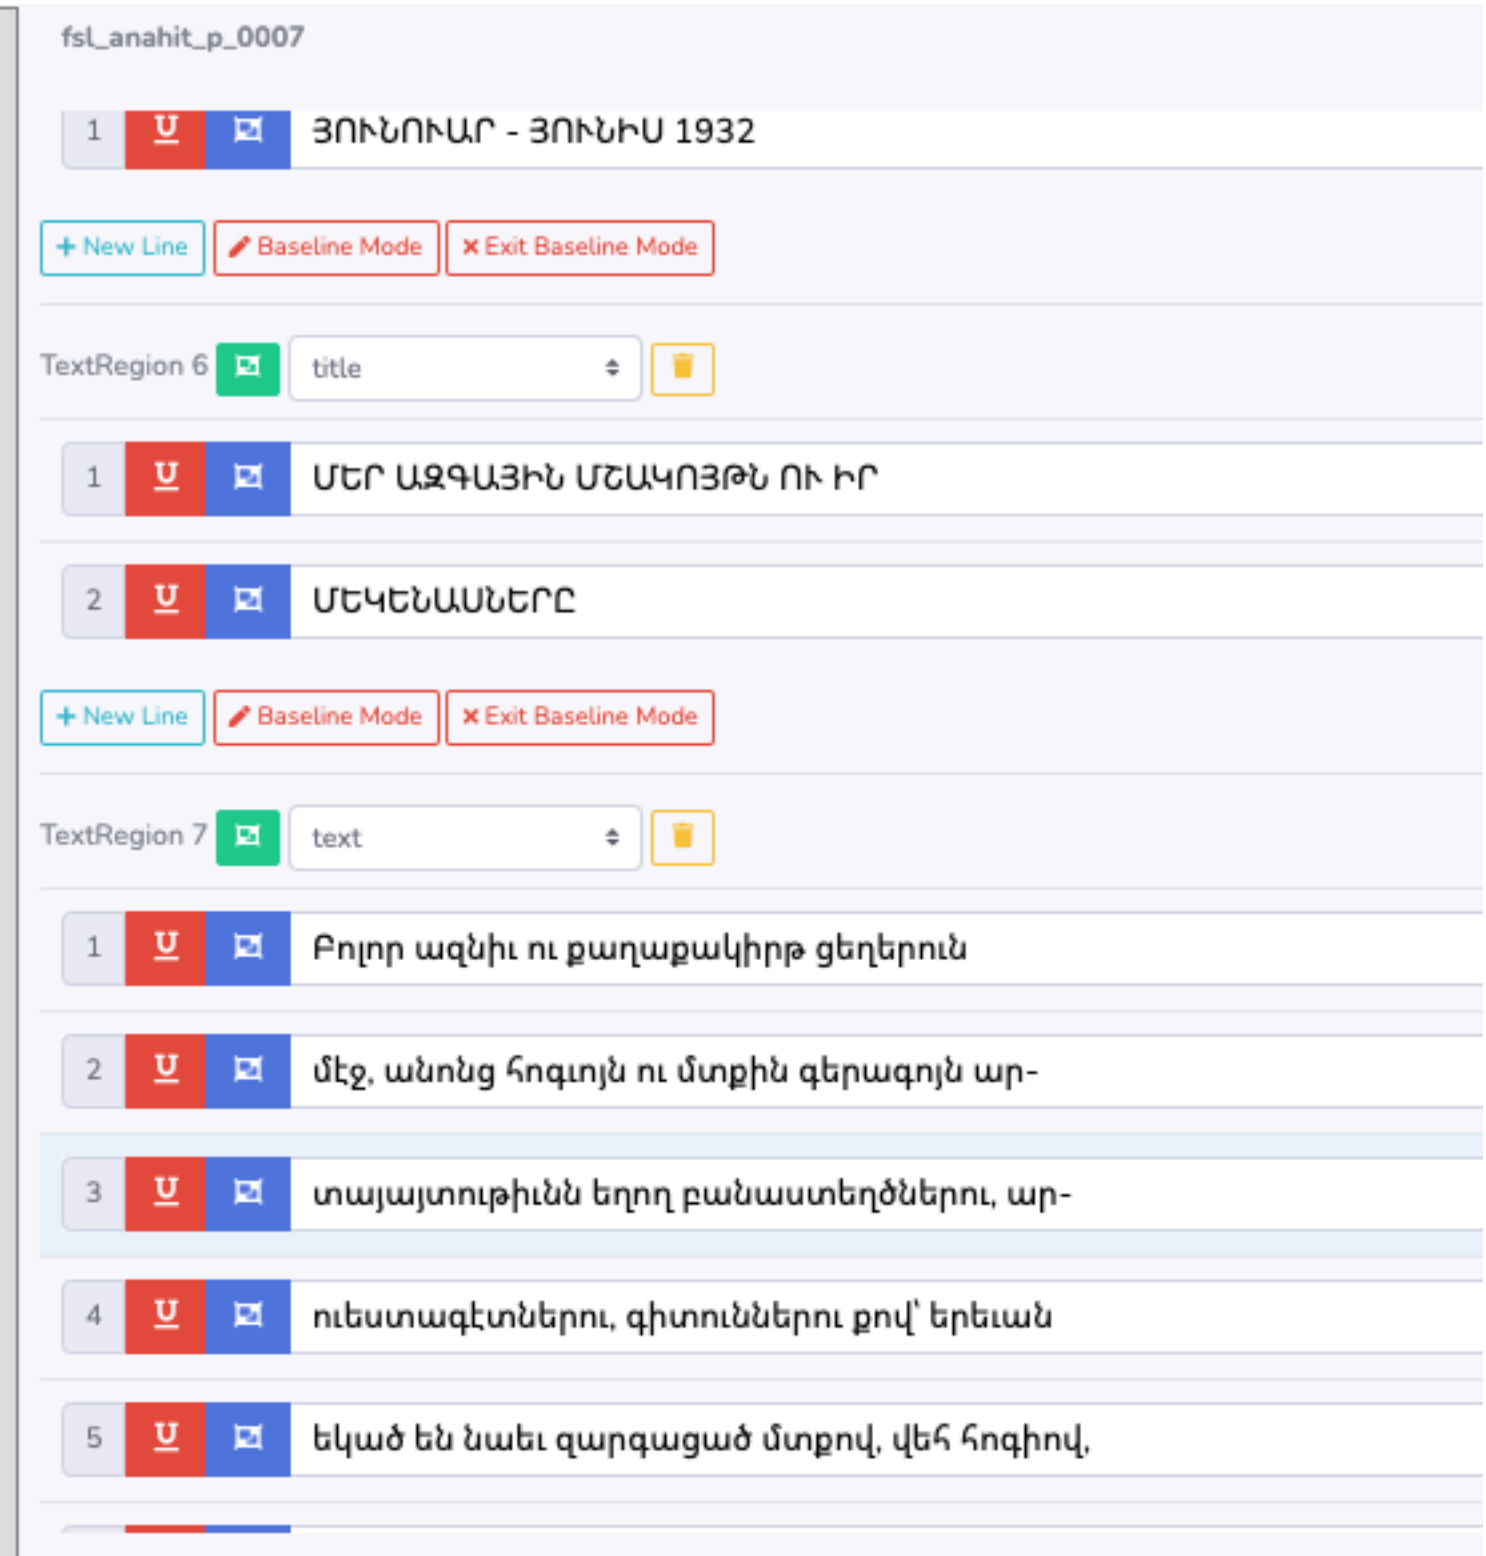 fsl_anahit_p_0007
1 ՅՈՒՆՈՒԱՐ - ՅՈՒՆԻՍ 1932
+ New Line Baseline Mode × Exit Baseline Mode
TextRegion 6 title
1 ՄԵՐ ԱԶԳԱՅԻՆ ՄՇԱԿՈՅԹՆ ՈՒ ԻՐ
2 ՄԵԿԵՆԱՍՆԵՐԸ
+ New Line Baseline Mode × Exit Baseline Mode
TextRegion 7 text
1 Բոլոր ազնիւ ու քաղաքակիրթ ցեղերուն
2 մէջ, անոնց հոգւոյն ու մտքին գերագոյն ար-
3 տայայտութիւնն եղող բանաստեղծներու, ար-
4 ուեստագէտներու, գիտուններու քով՝ երեւան
5 եկած են նաեւ զարգացած մտքով, վեհ հոգիով,